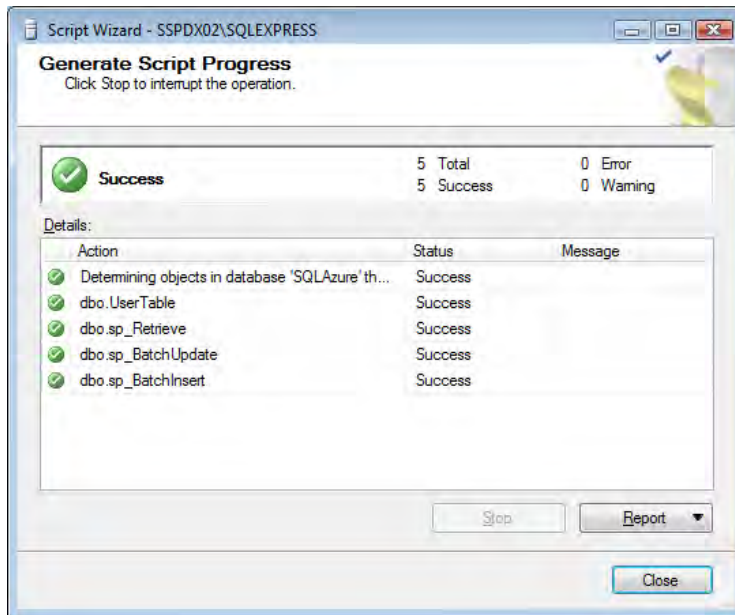 Script Wizard - SSPDX02\SQLEXPRESS
Generate Script Progress
Click Stop to interrupt the operation.
Success
5 Total 0 Error
5 Success 0 Warning
Details:
Action Status Message
Determining objects in database 'SQLAzure' th... Success
dbo.UserTable Success
dbo.sp_Retrieve Success
dbo.sp_BatchUpdate Success
dbo.sp_BatchInsert Success
Stop Report
Close